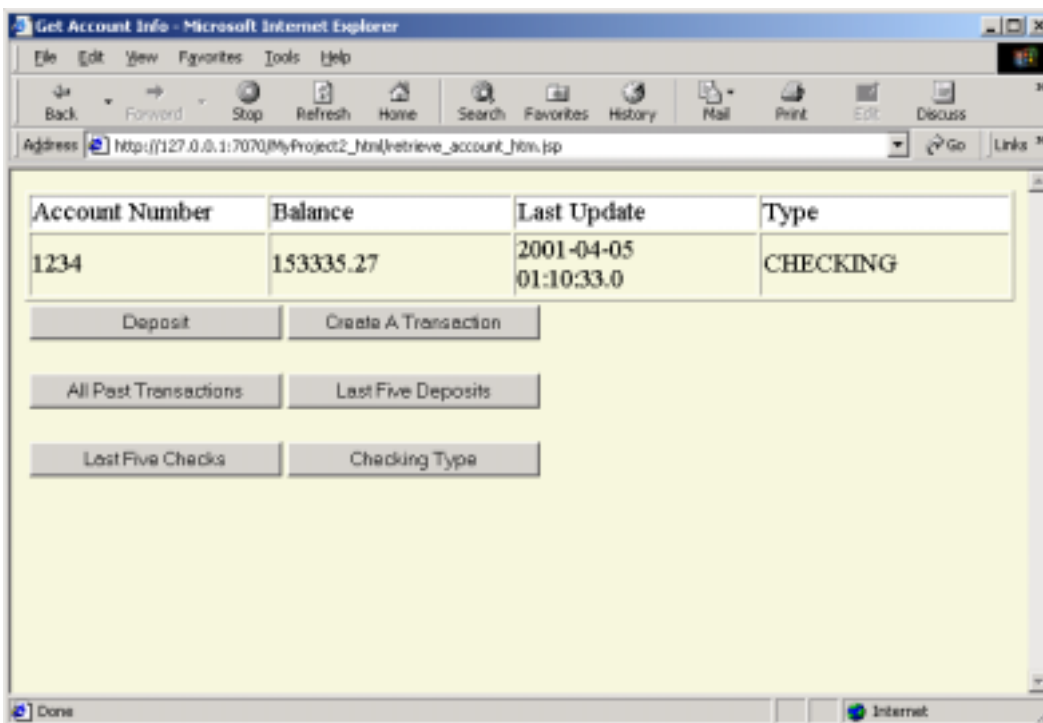 Get Account Info - Microsoft Internet Explorer
File Edit View Favorites Tools Help
Back Forward Stop Refresh Home Search Favorites History Mail Print Edit Discuss
Address http://127.0.0.1:7070/MyProject2_html/retrieve_account_htm.jsp Go Links
Account Number Balance Last Update Type
1234 153335.27 2001-04-05 CHECKING
01:10:33.0
Deposit Create A Transaction
All Past Transactions Last Five Deposits
Last Five Checks Checking Type
Done Internet